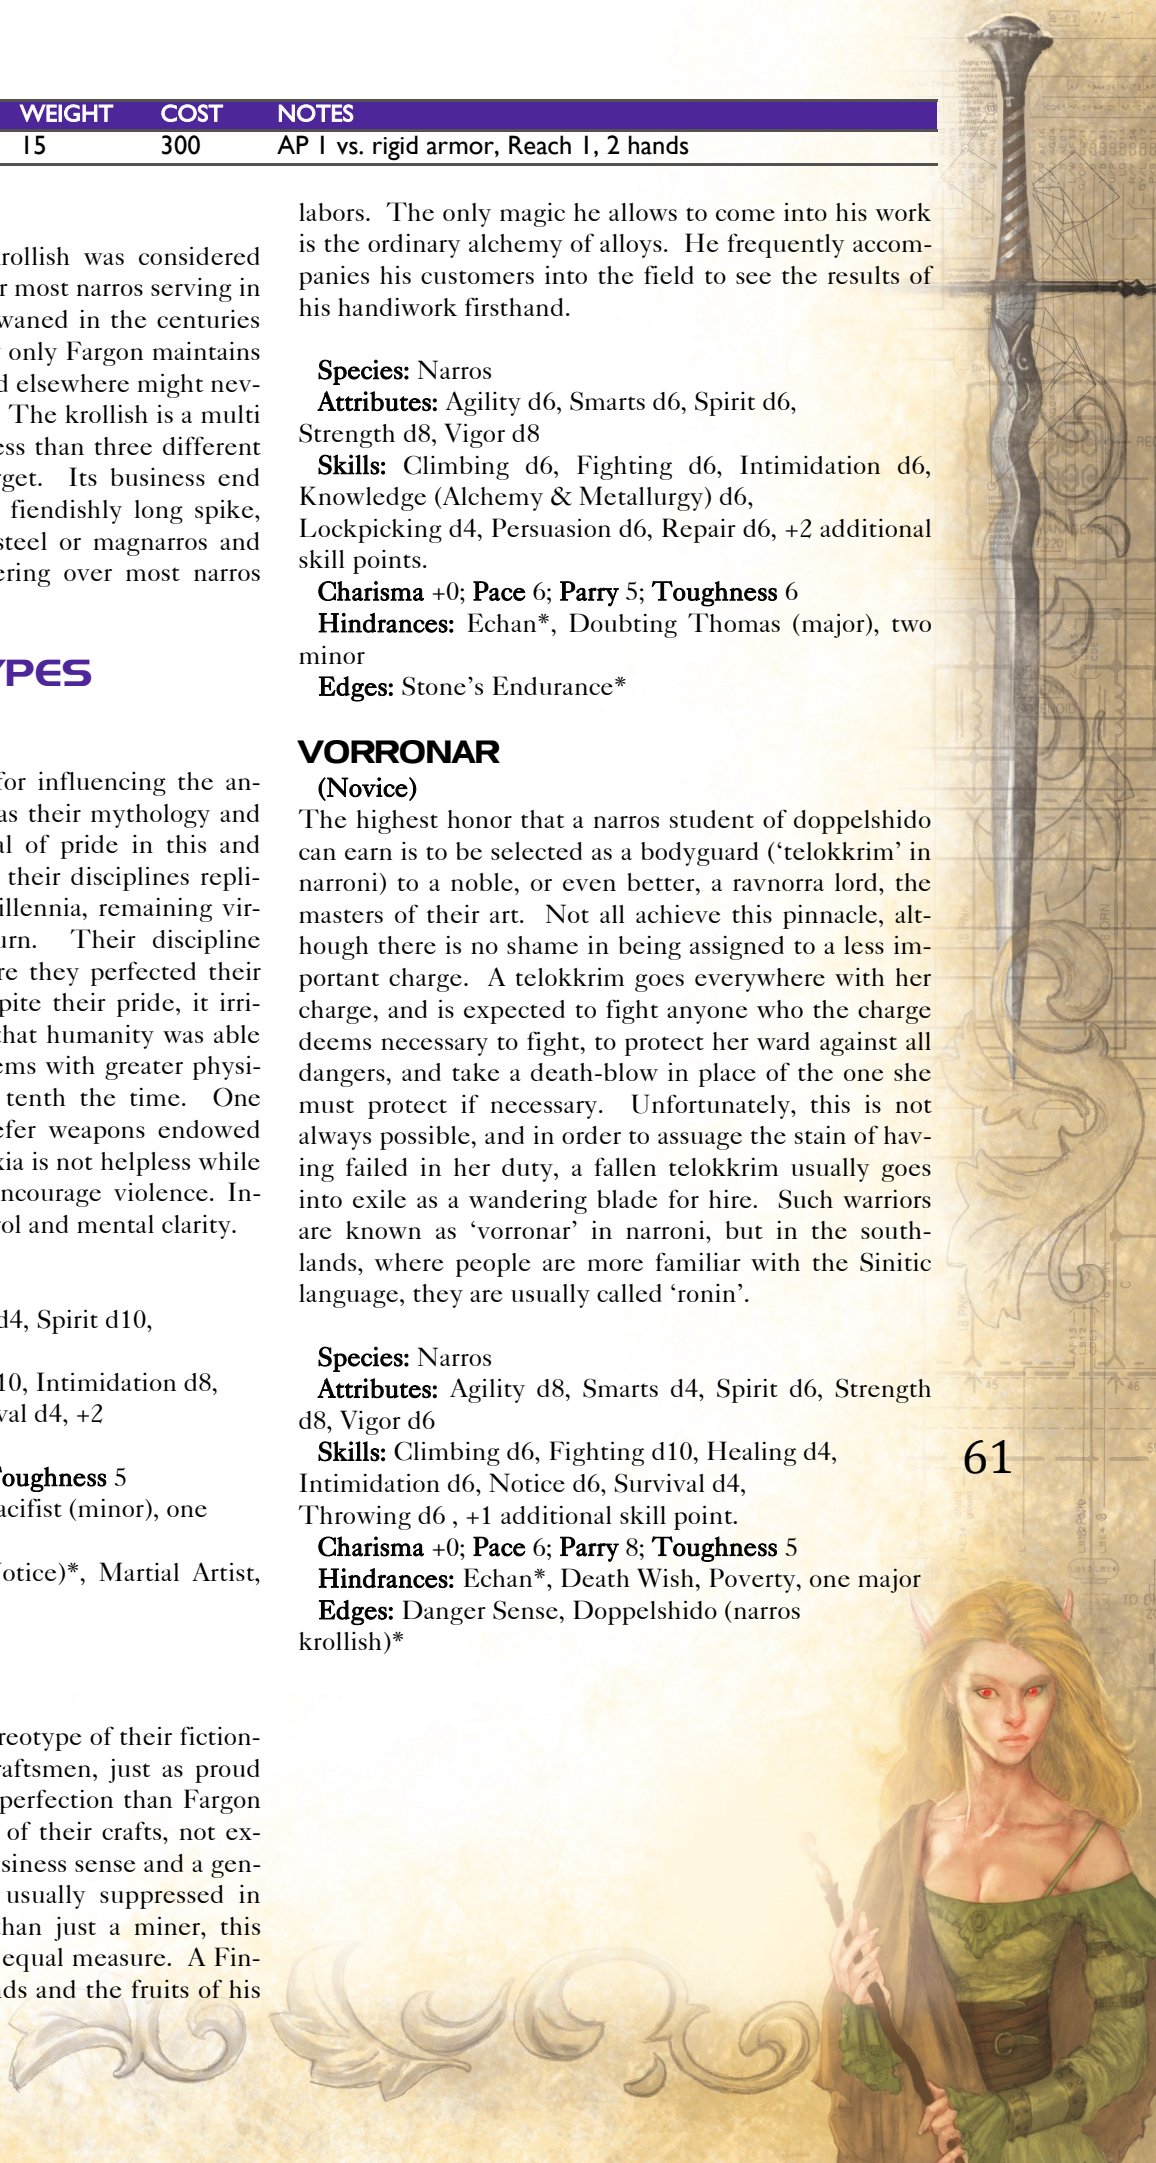 WEIGHT COST NOTES
15 300 AP 1 vs. rigid armor, Reach 1, 2 hands
rollish was considered
r most narros serving in
waned in the centuries
only Fargon maintains
d elsewhere might nev-
The krollish is a multi
ess than three different
rget. Its business end
fiendishly long spike,
steel or magnarros and
ering over most narros
YPES
for influencing the an-
as their mythology and
al of pride in this and
their disciplines repli-
illennia, remaining vir-
urn. Their discipline
re they perfected their
spite their pride, it irri-
that humanity was able
ems with greater physi-
tenth the time. One
efer weapons endowed
xia is not helpless while
ncourage violence. In-
ol and mental clarity.
d4, Spirit d10,
10, Intimidation d8,
val d4, +2
Toughness 5
acifist (minor), one
Notice)*, Martial Artist,
reotype of their fiction-
raftsmen, just as proud
perfection than Fargon
of their crafts, not ex-
siness sense and a gen-
usually suppressed in
than just a miner, this
equal measure. A Fin-
nds and the fruits of his
labors. The only magic he allows to come into his work
is the ordinary alchemy of alloys. He frequently accom-
panies his customers into the field to see the results of
his handiwork firsthand.
Species: Narros
Attributes: Agility d6, Smarts d6, Spirit d6,
Strength d8, Vigor d8
Skills: Climbing d6, Fighting d6, Intimidation d6,
Knowledge (Alchemy & Metallurgy) d6,
Lockpicking d4, Persuasion d6, Repair d6, +2 additional
skill points.
Charisma +0; Pace 6; Parry 5; Toughness 6
Hindrances: Echan*, Doubting Thomas (major), two
minor
Edges: Stone’s Endurance*
VORRONAR
(Novice)
The highest honor that a narros student of doppelshido
can earn is to be selected as a bodyguard (‘telokkrim’ in
narroni) to a noble, or even better, a ravnorra lord, the
masters of their art. Not all achieve this pinnacle, alt-
hough there is no shame in being assigned to a less im-
portant charge. A telokkrim goes everywhere with her
charge, and is expected to fight anyone who the charge
deems necessary to fight, to protect her ward against all
dangers, and take a death-blow in place of the one she
must protect if necessary. Unfortunately, this is not
always possible, and in order to assuage the stain of hav-
ing failed in her duty, a fallen telokkrim usually goes
into exile as a wandering blade for hire. Such warriors
are known as ‘vorronar’ in narroni, but in the south-
lands, where people are more familiar with the Sinitic
language, they are usually called ‘ronin’.
Species: Narros
Attributes: Agility d8, Smarts d4, Spirit d6, Strength
d8, Vigor d6
Skills: Climbing d6, Fighting d10, Healing d4,
Intimidation d6, Notice d6, Survival d4,
Throwing d6 , +1 additional skill point.
Charisma +0; Pace 6; Parry 8; Toughness 5
Hindrances: Echan*, Death Wish, Poverty, one major
Edges: Danger Sense, Doppelshido (narros
krollish)*
61